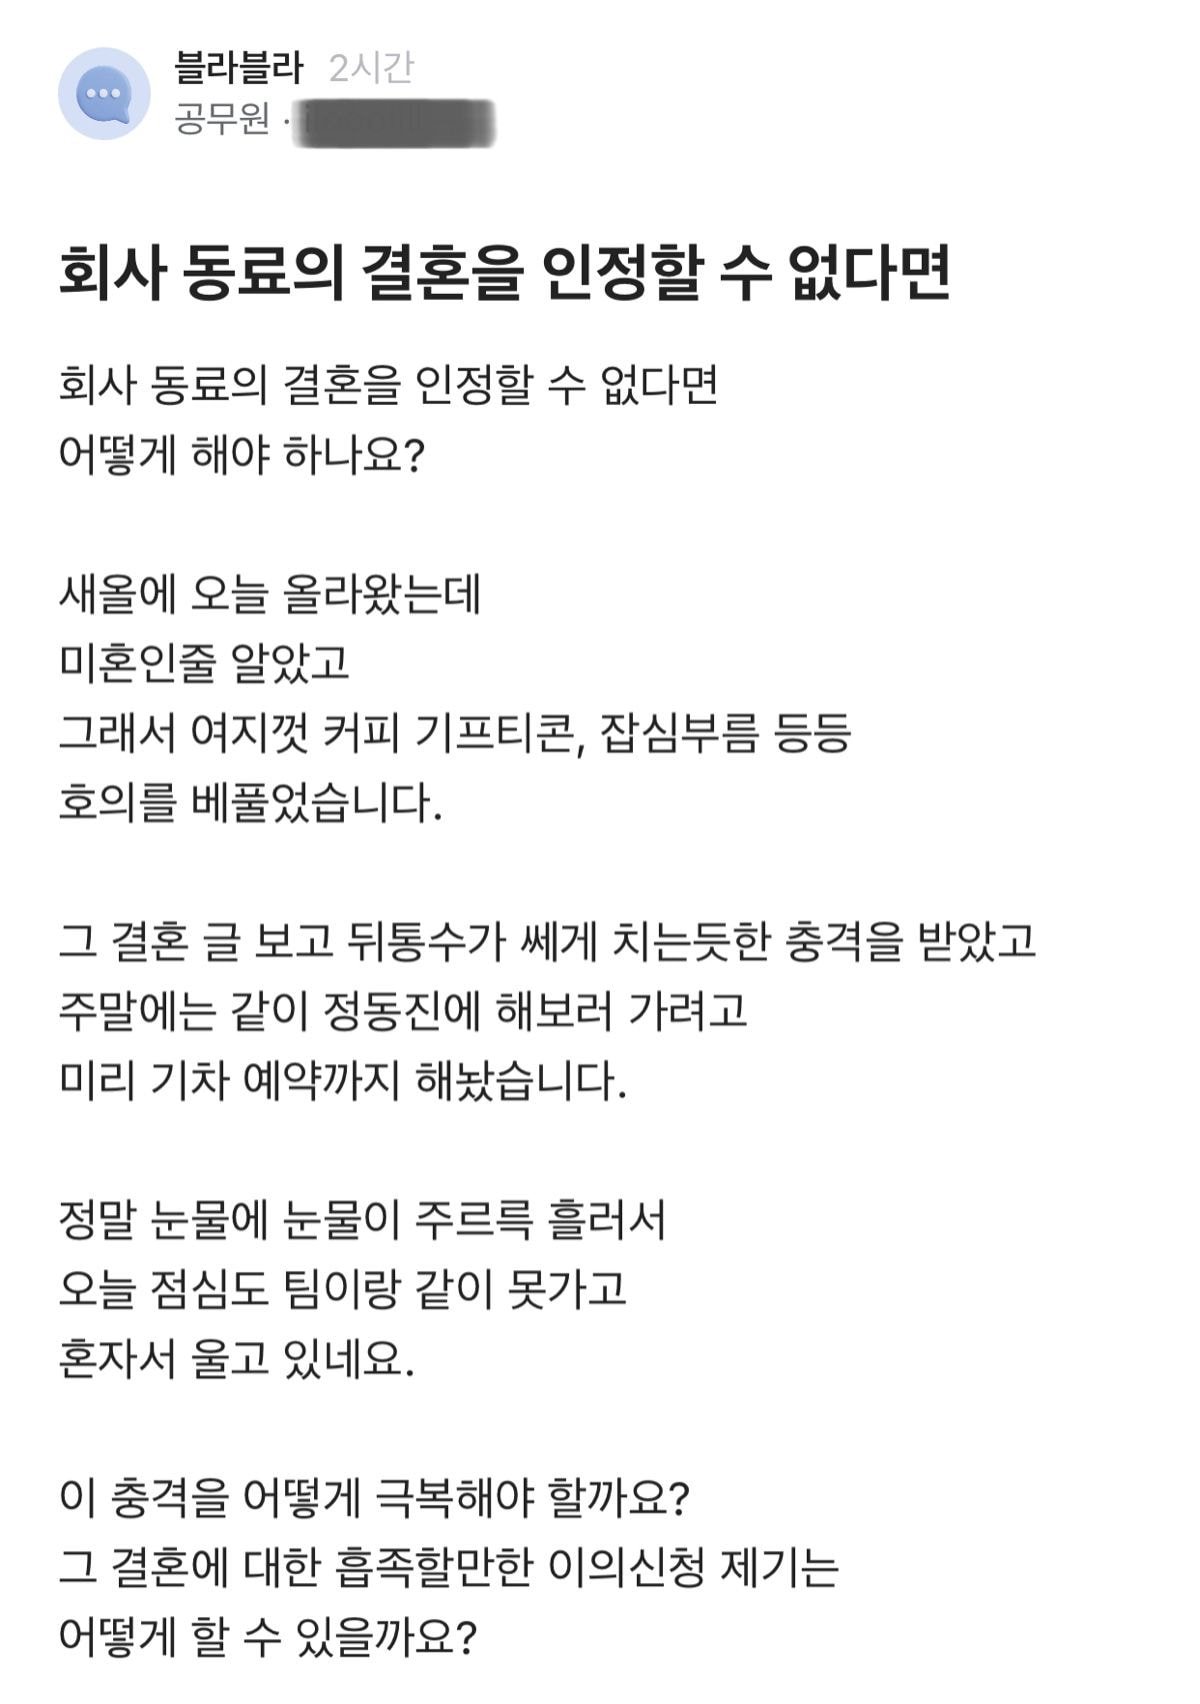 블라블라 2시간
공무원 ·
회사 동료의 결혼을 인정할 수 없다면
회사 동료의 결혼을 인정할 수 없다면
어떻게 해야 하나요?
새올에 오늘 올라왔는데
미혼인줄 알았고
그래서 여지껏 커피 기프티콘, 잡심부름 등등
호의를 베풀었습니다.
그 결혼 글 보고 뒤통수가 쎄게 치는듯한 충격을 받았고
주말에는 같이 정동진에 해보러 가려고
미리 기차 예약까지 해놨습니다.
정말 눈물에 눈물이 주르륵 흘러서
오늘 점심도 팀이랑 같이 못가고
혼자서 울고 있네요.
이 충격을 어떻게 극복해야 할까요?
그 결혼에 대한 흡족할만한 이의신청 제기는
어떻게 할 수 있을까요?